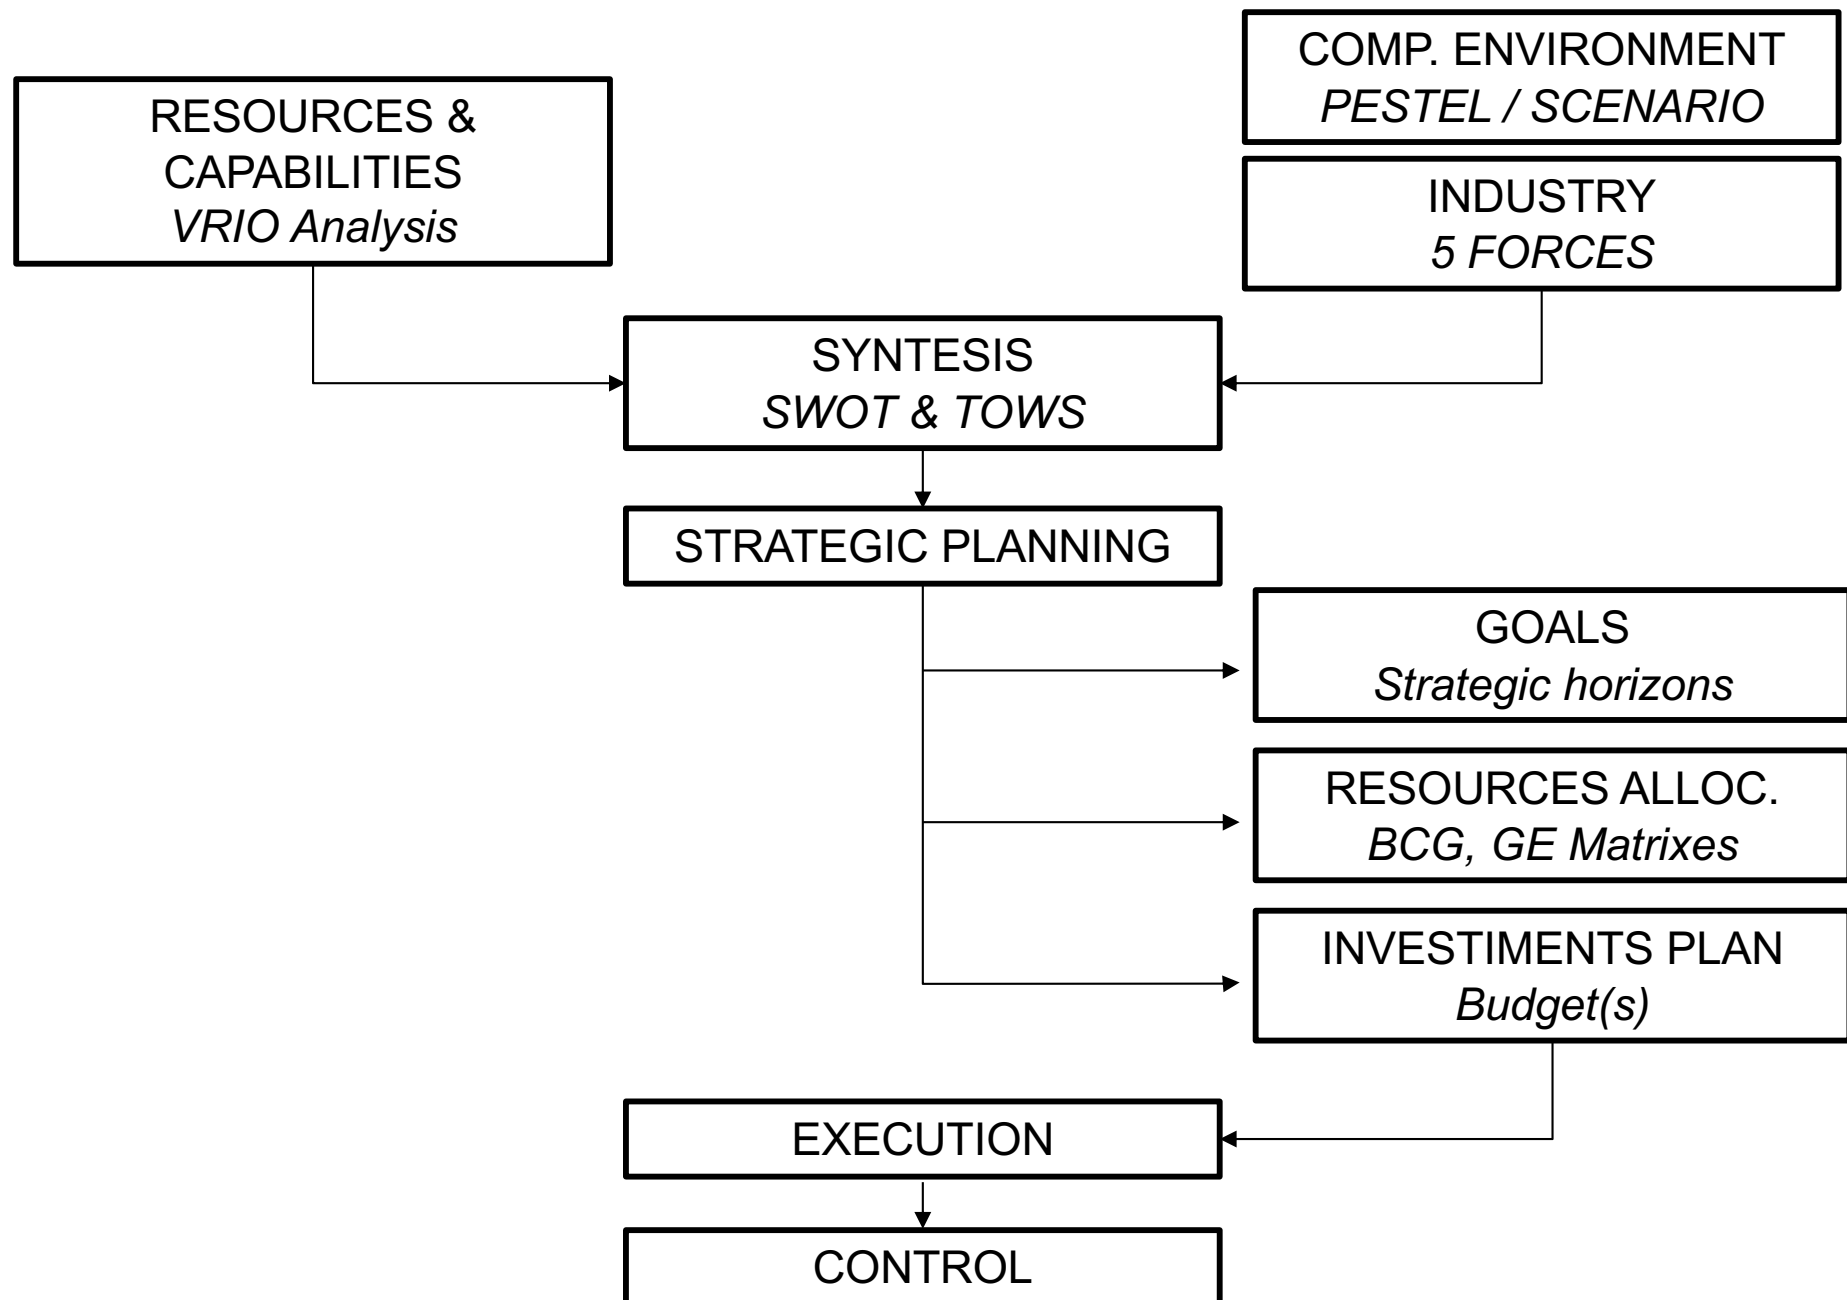 RESOURCES &
CAPABILITIES
VRIO Analysis
COMP. ENVIRONMENT
PESTEL / SCENARIO
INDUSTRY
5 FORCES
SYNTESIS
SWOT & TOWS
STRATEGIC PLANNING
GOALS
Strategic horizons
RESOURCES ALLOC.
BCG, GE Matrixes
INVESTIMENTS PLAN
Budget(s)
EXECUTION
CONTROL